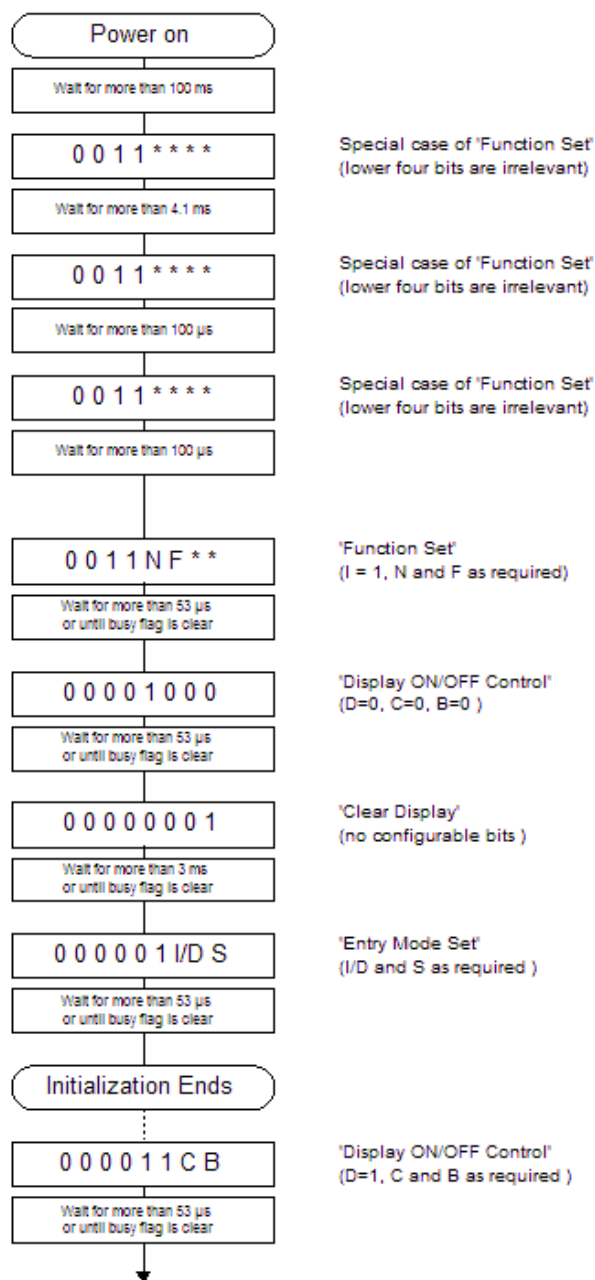 Power on
Wait for more than 100 ms
0 0 1 1 * * * *
Special case of 'Function Set'
(lower four bits are irrelevant)
Wait for more than 4.1 ms
0 0 1 1 * * * *
Special case of 'Function Set'
(lower four bits are irrelevant)
Wait for more than 100 µs
0 0 1 1 * * * *
Special case of 'Function Set'
(lower four bits are irrelevant)
Wait for more than 100 µs
0 0 1 1 N F * *
'Function Set'
(I = 1, N and F as required)
Wait for more than 53 µs
or until busy flag is clear
0 0 0 0 1 0 0 0
'Display ON/OFF Control'
(D=0, C=0, B=0 )
Wait for more than 53 µs
or until busy flag is clear
0 0 0 0 0 0 0 1
'Clear Display'
(no configurable bits )
Wait for more than 3 ms
or until busy flag is clear
0 0 0 0 0 1 I/D S
'Entry Mode Set'
(I/D and S as required )
Wait for more than 53 µs
or until busy flag is clear
Initialization Ends
0 0 0 0 1 1 C B
'Display ON/OFF Control'
(D=1, C and B as required )
Wait for more than 53 µs
or until busy flag is clear